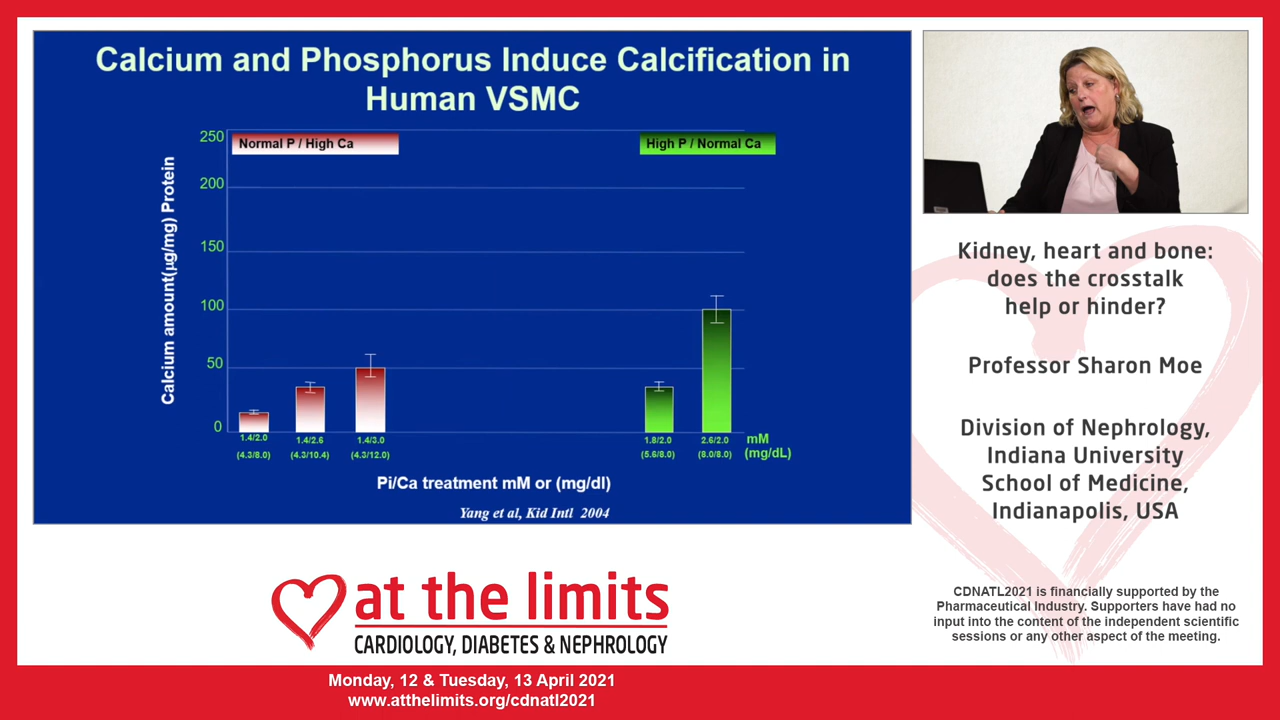 Calcium and Phosphorus Induce Calcification in
Human VSMC
Normal P / High Ca
High P / Normal Ca
Calcium amount(µg/mg) Protein
250
200
150
100
50
0
1.4/2.0
1.4/2.6
1.4/3.0
1.8/2.0
2.6/2.0
mM
(4.3/8.0)
(4.3/10.4)
(4.3/12.0)
(5.6/8.0)
(8.0/8.0)
(mg/dL)
Pi/Ca treatment mM or (mg/dl)
Yang et al, Kid Intl 2004
Kidney, heart and bone:
does the crosstalk
help or hinder?
Professor Sharon Moe
Division of Nephrology,
Indiana University
School of Medicine,
Indianapolis, USA
CDNATL2021 is financially supported by the
Pharmaceutical Industry. Supporters have had no
input into the content of the independent scientific
sessions or any other aspect of the meeting.
at the limits
CARDIOLOGY, DIABETES & NEPHROLOGY
Monday, 12 & Tuesday, 13 April 2021
www.atthelimits.org/cdnatl2021